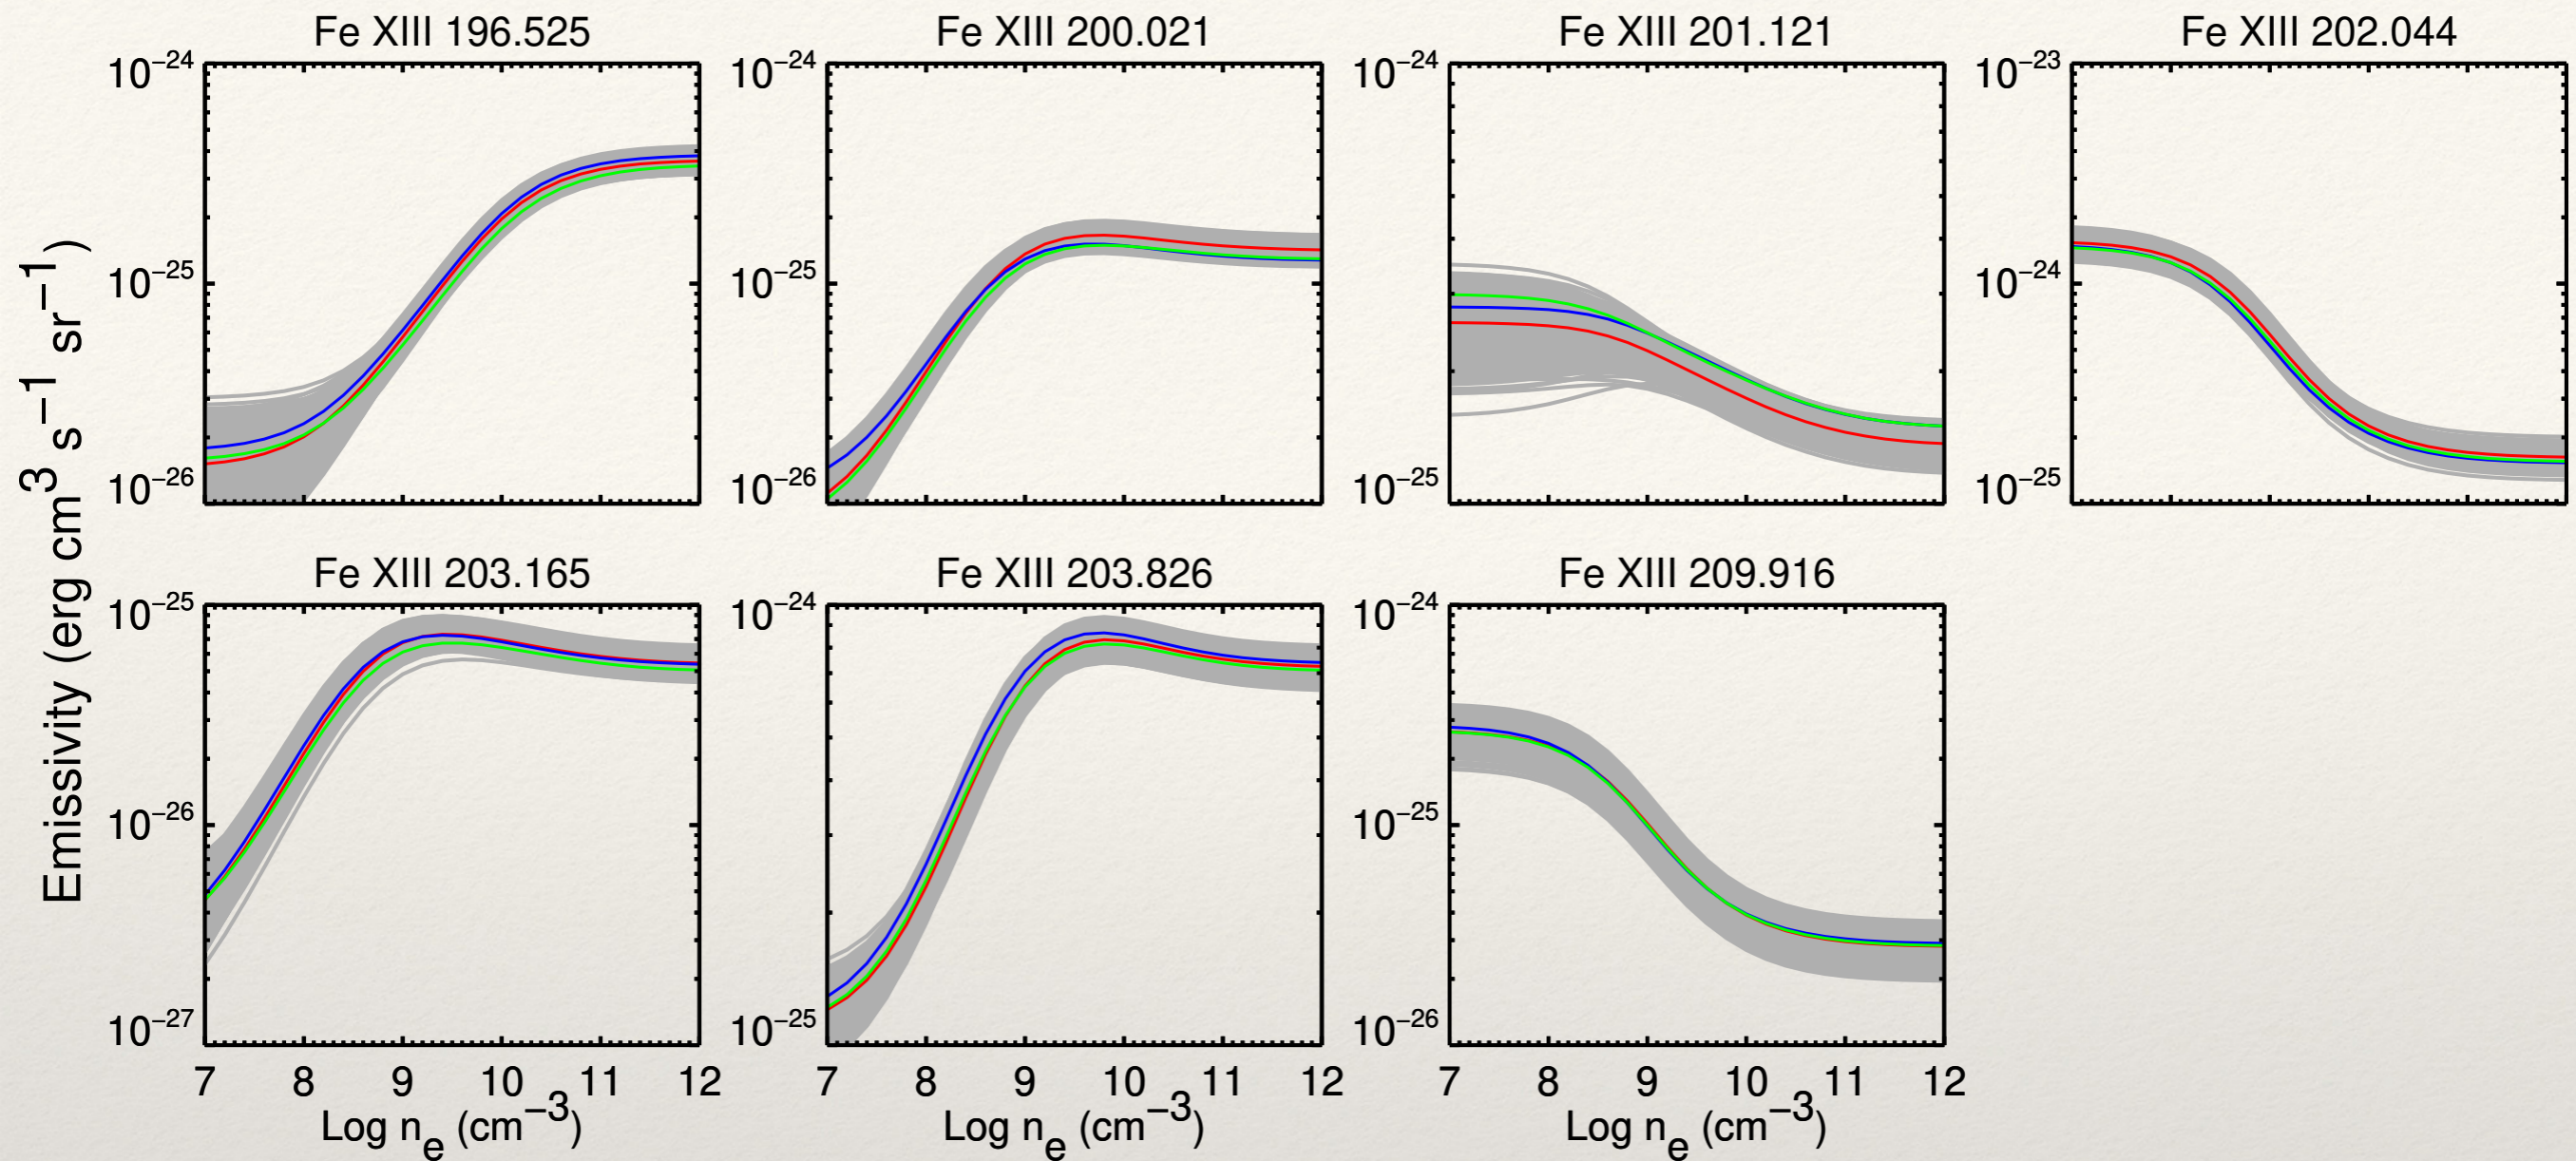 Fe XIII 196.525
Fe XIII 200.021
Fe XIII 201.121
Fe XIII 202.044
10⁻²⁴
10⁻²⁵
10⁻²⁶
10⁻²⁴
10⁻²⁵
10⁻²⁶
10⁻²⁴
10⁻²⁵
10⁻²³
10⁻²⁴
10⁻²⁵
Emissivity (erg cm³ s⁻¹ sr⁻¹)
Fe XIII 203.165
Fe XIII 203.826
Fe XIII 209.916
10⁻²⁵
10⁻²⁶
10⁻²⁷
10⁻²⁴
10⁻²⁵
10⁻²⁴
10⁻²⁵
10⁻²⁶
7 8 9 10 11 12
7 8 9 10 11 12
7 8 9 10 11 12
Log nₑ (cm⁻³)
Log nₑ (cm⁻³)
Log nₑ (cm⁻³)